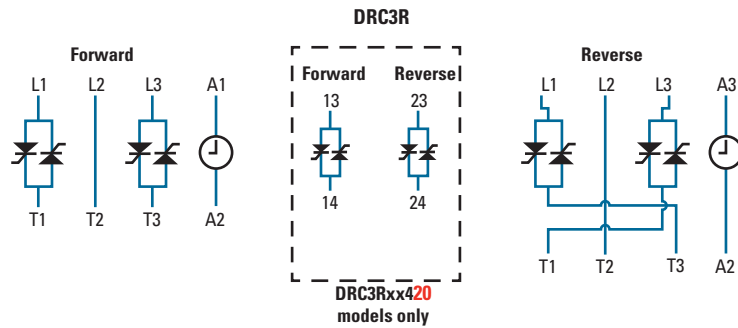 DRC3R
Forward
L1 L2 L3 A1
T1 T2 T3 A2
Forward Reverse
13 23
14 24
DRC3Rxx420
models only
Reverse
L1 L2 L3 A3
T1 T2 T3 A2